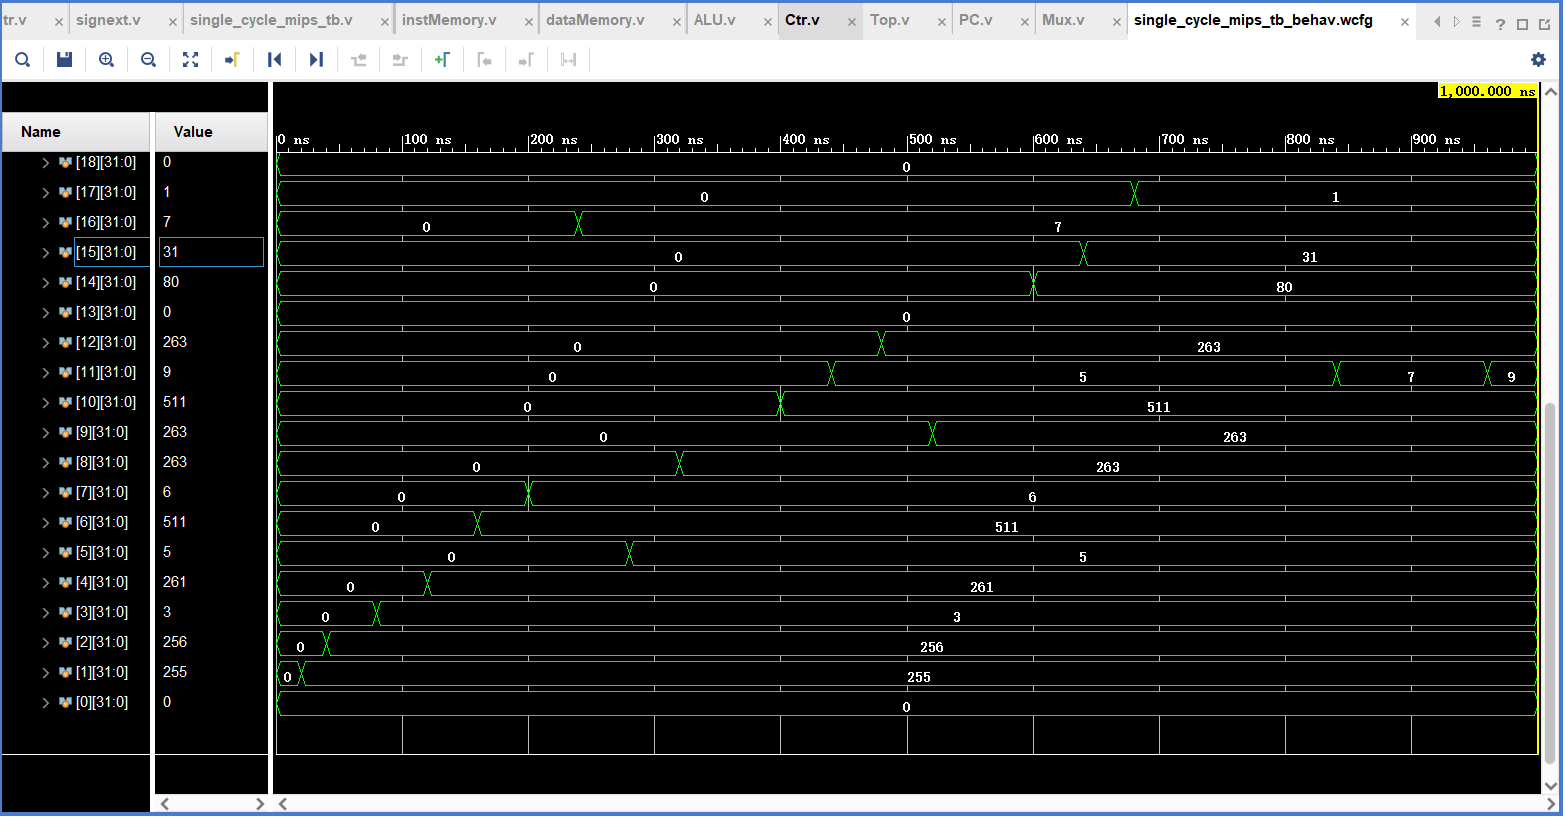 tr.v × signext.v × single_cycle_mips_tb.v × instMemory.v × dataMemory.v × ALU.v × Ctr.v × Top.v × PC.v × Mux.v × single_cycle_mips_tb_behav.wcfg ×
1,000.000 ns
Name Value
0 ns 100 ns 200 ns 300 ns 400 ns 500 ns 600 ns 700 ns 800 ns 900 ns
[18][31:0] 0 0
[17][31:0] 1 0 1
[16][31:0] 7 0 7
[15][31:0] 31 0 31
[14][31:0] 80 0 80
[13][31:0] 0 0
[12][31:0] 263 0 263
[11][31:0] 9 0 5 7 9
[10][31:0] 511 0 511
[9][31:0] 263 0 263
[8][31:0] 263 0 263
[7][31:0] 6 0 6
[6][31:0] 511 0 511
[5][31:0] 5 0 5
[4][31:0] 261 0 261
[3][31:0] 3 0 3
[2][31:0] 256 0 256
[1][31:0] 255 0 255
[0][31:0] 0 0